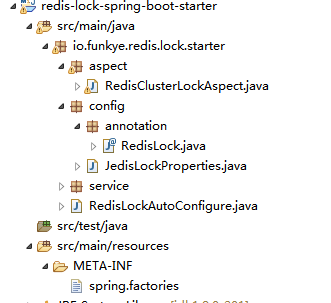 redis-lock-spring-boot-starter
src/main/java
io.funkye.redis.lock.starter
aspect
RedisClusterLockAspect.java
config
annotation
RedisLock.java
JedisLockProperties.java
service
RedisLockAutoConfigure.java
src/test/java
src/main/resources
META-INF
spring.factories